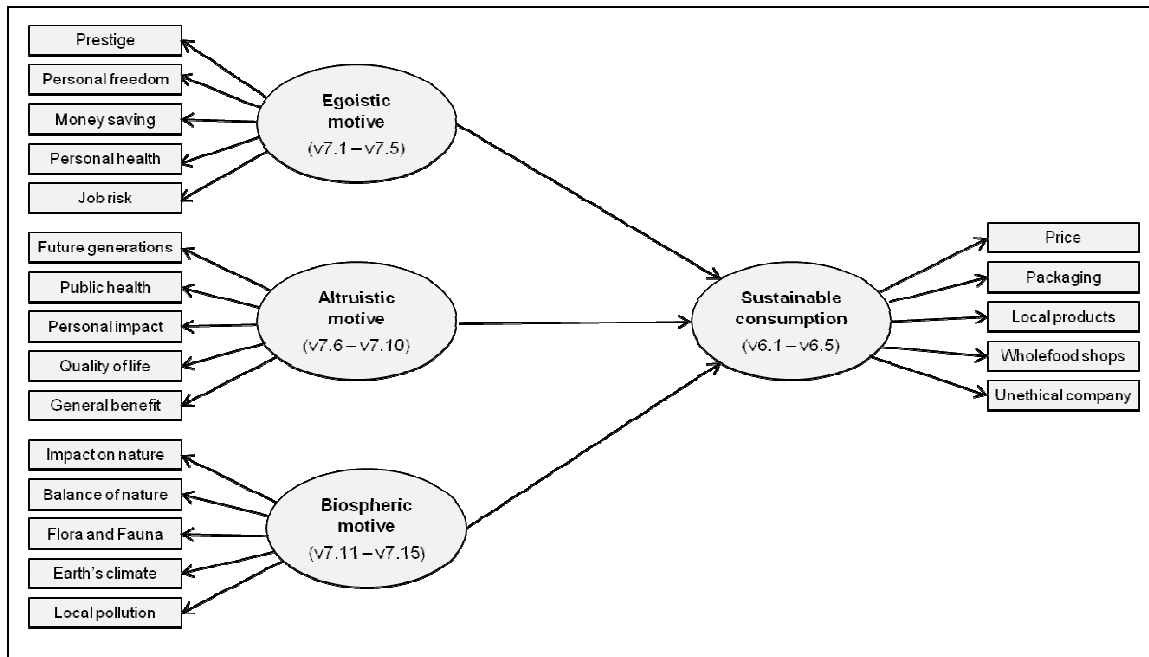 Prestige
Personal freedom
Money saving
Personal health
Job risk
Egoistic
motive
(v7.1 – v7.5)
Future generations
Public health
Personal impact
Quality of life
General benefit
Altruistic
motive
(v7.6 – v7.10)
Impact on nature
Balance of nature
Flora and Fauna
Earth's climate
Local pollution
Biospheric
motive
(v7.11 – v7.15)
Sustainable
consumption
(v6.1 – v6.5)
Price
Packaging
Local products
Wholefood shops
Unethical company